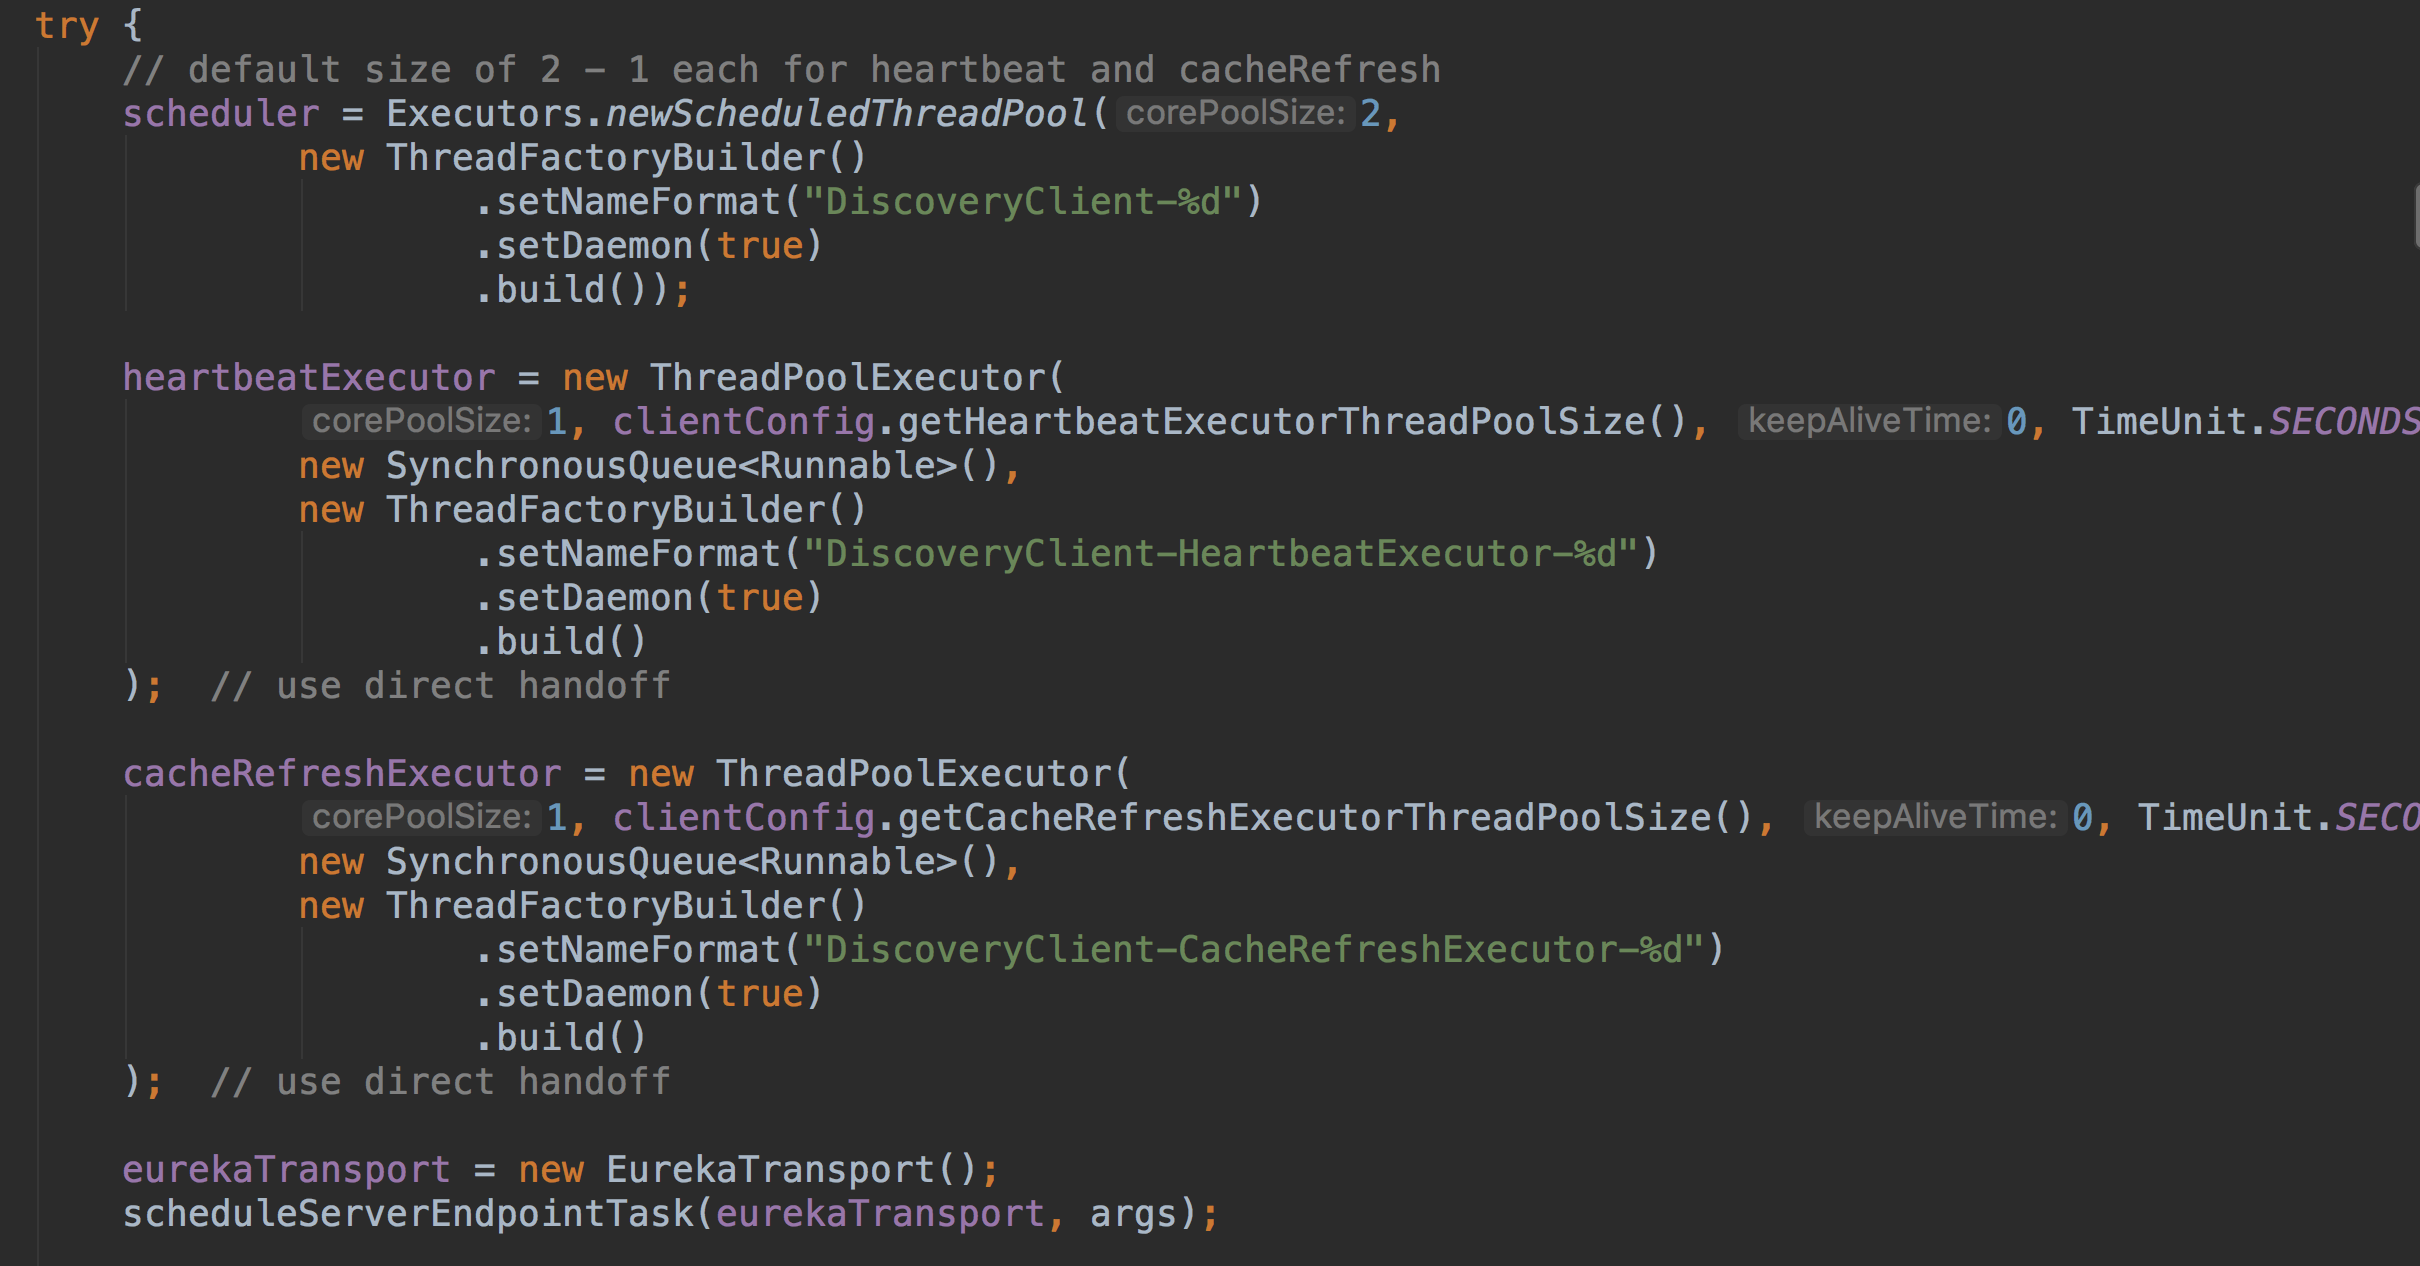 try {
// default size of 2 - 1 each for heartbeat and cacheRefresh
scheduler = Executors.newScheduledThreadPool( corePoolSize: 2,
new ThreadFactoryBuilder()
.setNameFormat("DiscoveryClient-%d")
.setDaemon(true)
.build());
heartbeatExecutor = new ThreadPoolExecutor(
corePoolSize: 1, clientConfig.getHeartbeatExecutorThreadPoolSize(), keepAliveTime: 0, TimeUnit.SECONDS
new SynchronousQueue<Runnable>(),
new ThreadFactoryBuilder()
.setNameFormat("DiscoveryClient-HeartbeatExecutor-%d")
.setDaemon(true)
.build()
); // use direct handoff
cacheRefreshExecutor = new ThreadPoolExecutor(
corePoolSize: 1, clientConfig.getCacheRefreshExecutorThreadPoolSize(), keepAliveTime: 0, TimeUnit.SECO
new SynchronousQueue<Runnable>(),
new ThreadFactoryBuilder()
.setNameFormat("DiscoveryClient-CacheRefreshExecutor-%d")
.setDaemon(true)
.build()
); // use direct handoff
eurekaTransport = new EurekaTransport();
scheduleServerEndpointTask(eurekaTransport, args);